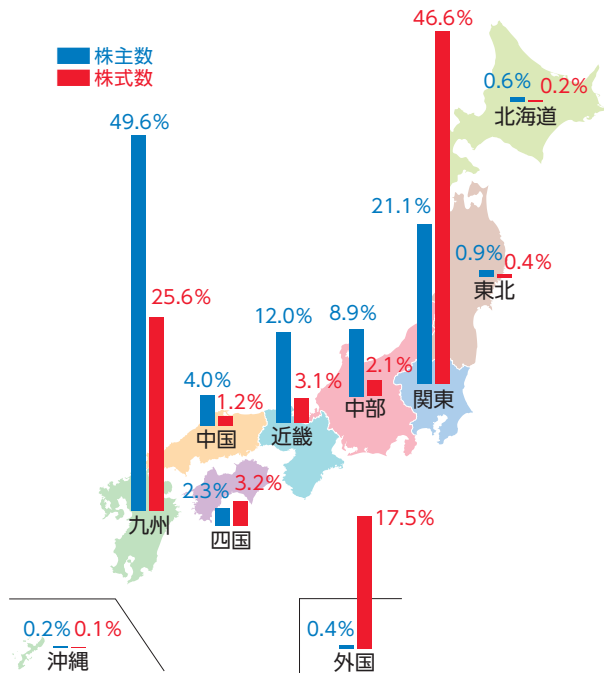 株主数
株式数
46.6%
0.6%
0.2%
北海道
49.6%
21.1%
0.9%
0.4%
東北
25.6%
12.0%
8.9%
4.0%
3.1%
2.1%
1.2%
中部
関東
中国
近畿
2.3%
3.2%
九州
四国
17.5%
0.2%
0.1%
沖縄
0.4%
外国